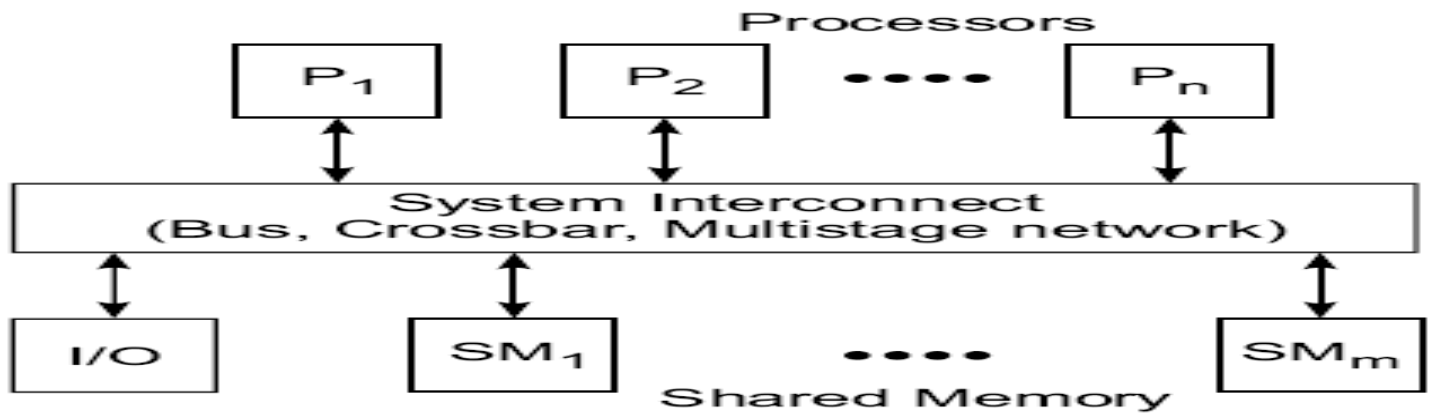 Processors
P1 P2 Pn
System Interconnect
(Bus, Crossbar, Multistage network)
I/O SM1 SMm
Shared Memory